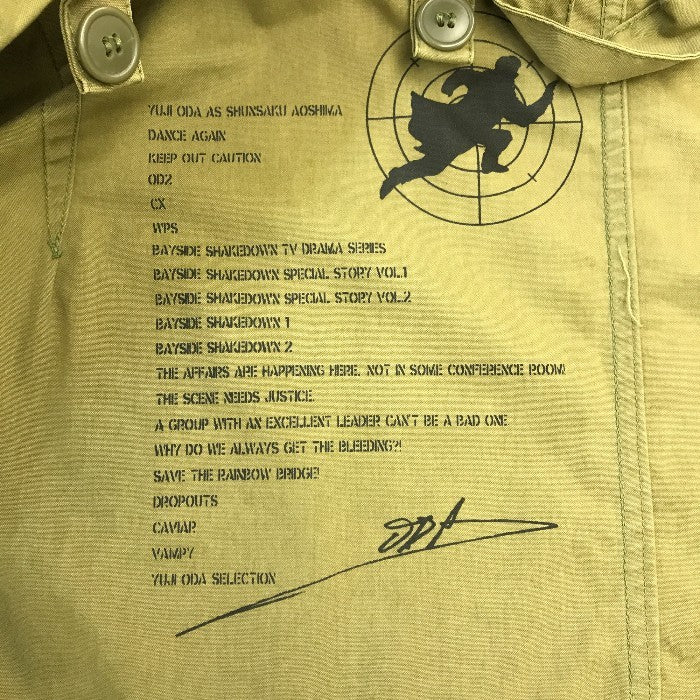 YUJI ODA AS SHUNSAKU AOSHIMA
DANCE AGAIN
KEEP OUT CAUTION
OD2
CX
WPS
BAYSIDE SHAKEDOWN TV DRAMA SERIES
BAYSIDE SHAKEDOWN SPECIAL STORY VOL.1
BAYSIDE SHAKEDOWN SPECIAL STORY VOL.2
BAYSIDE SHAKEDOWN 1
BAYSIDE SHAKEDOWN 2
THE AFFAIRS ARE HAPPENING HERE. NOT IN SOME CONFERENCE ROOM!
THE SCENE NEEDS JUSTICE.
A GROUP WITH AN EXCELLENT LEADER CAN'T BE A BAD ONE
WHY DO WE ALWAYS GET THE BLEEDING?!
SAVE THE RAINBOW BRIDGE!
DROPOUTS
CAVIAR
VAMPY
YUJI ODA SELECTION
ODA